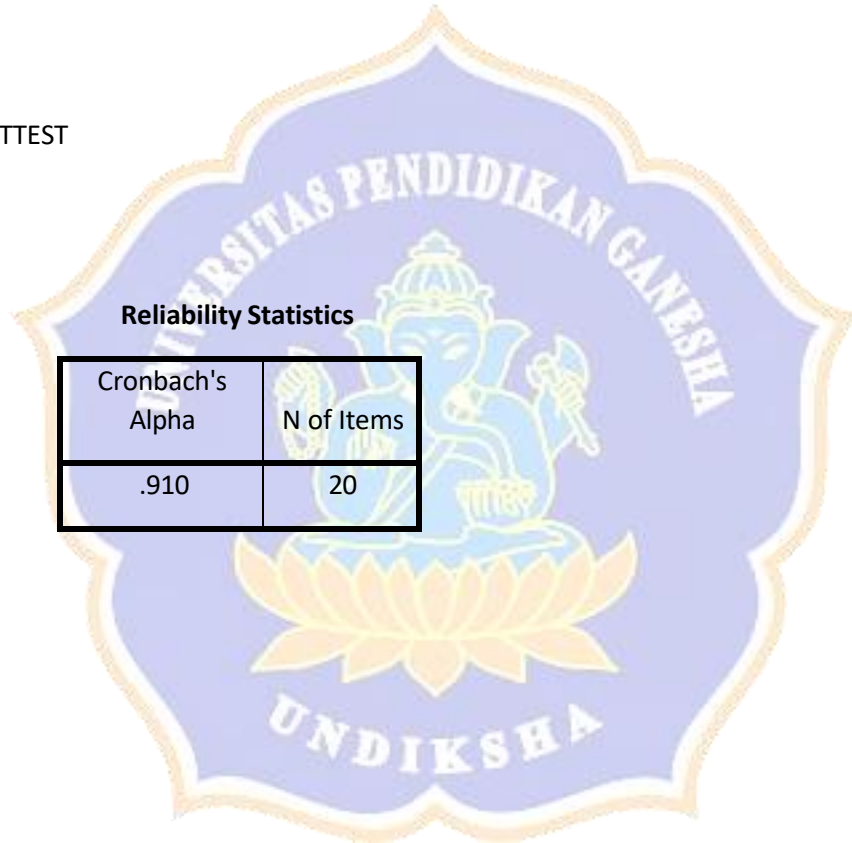 TTEST
UNIVERSITAS PENDIDIKAN GANESHA
Reliability Statistics
Cronbach's
Alpha
N of Items
.910
20
UNDIKSHA